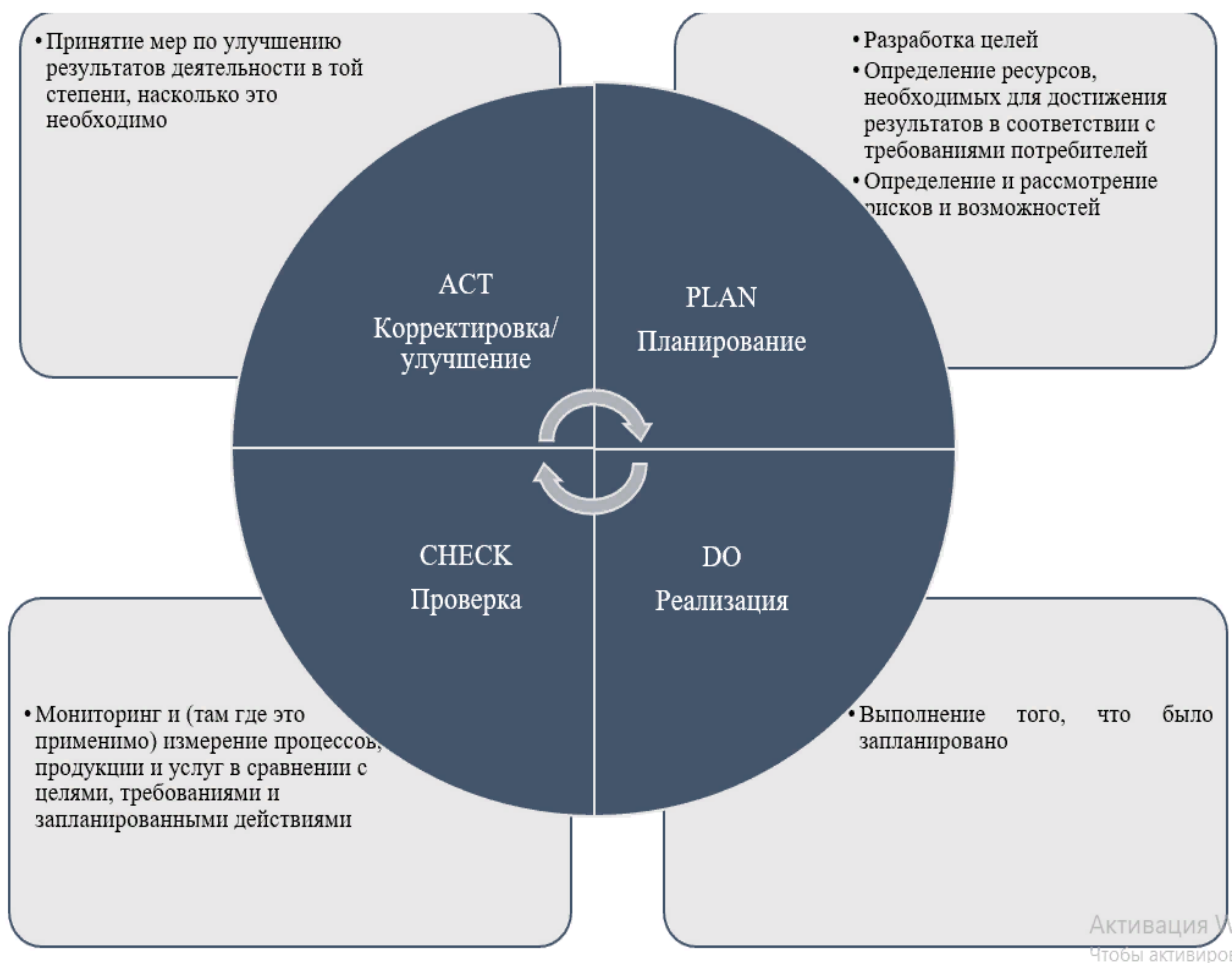 • Принятие мер по улучшению
результатов деятельности в той
степени, насколько это
необходимо
• Разработка целей
• Определение ресурсов,
необходимых для достижения
результатов в соответствии с
требованиями потребителей
• Определение и рассмотрение
рисков и возможностей
ACT
Корректировка/
улучшение
PLAN
Планирование
CHECK
Проверка
DO
Реализация
• Мониторинг и (там где это
применимо) измерение процессов,
продукции и услуг в сравнении с
целями, требованиями и
запланированными действиями
• Выполнение того, что было
запланировано
Активация
Чтобы